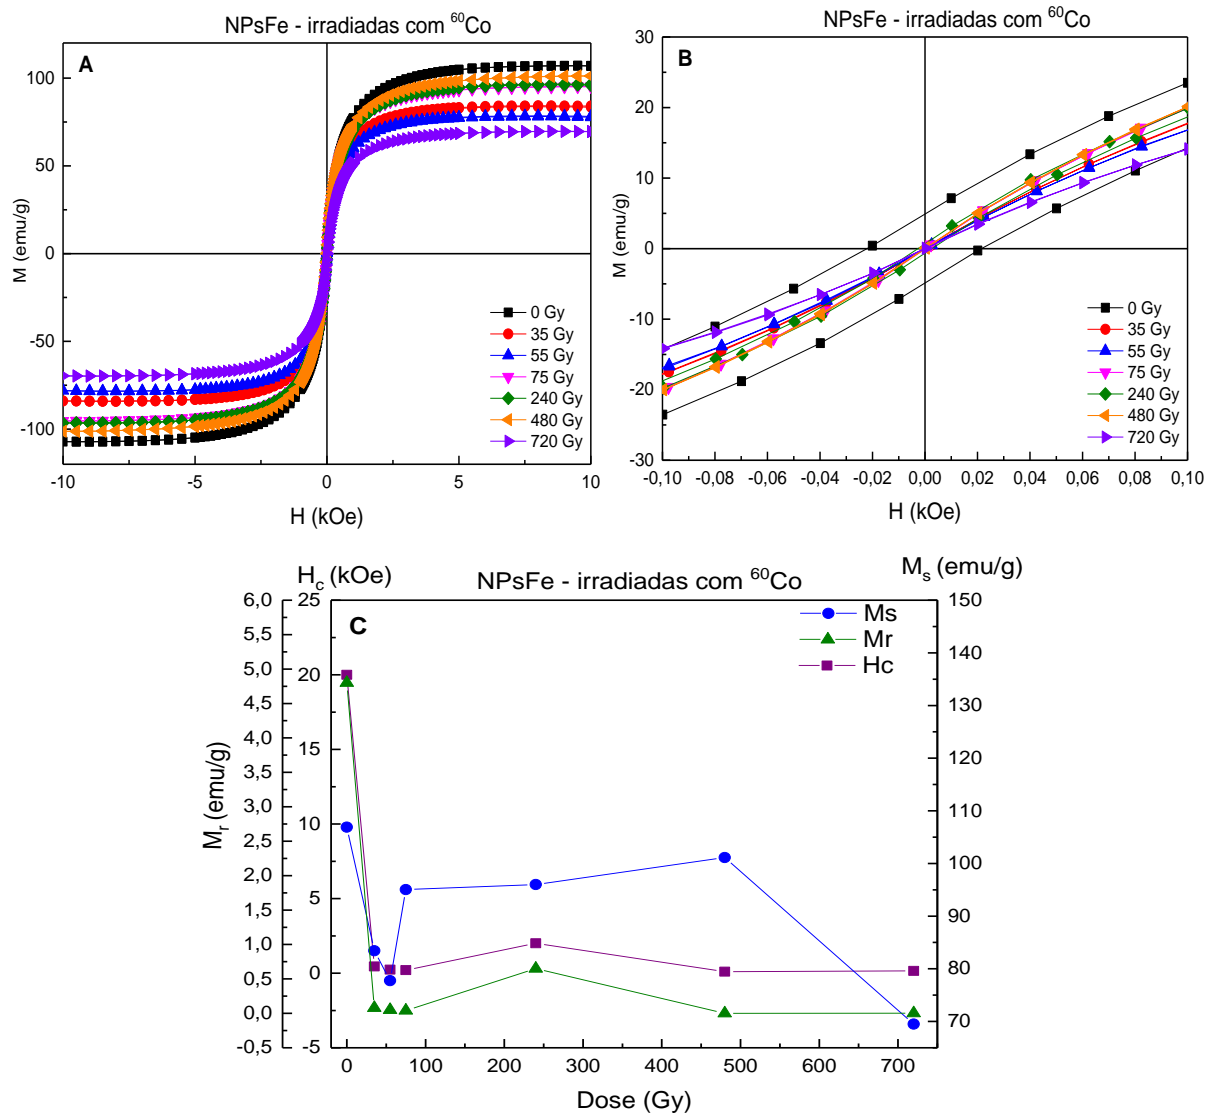 NPsFe - irradiadas com ⁶⁰Co
A
M (emu/g)
100
50
0
-50
-100
-10
-5
0
5
10
H (kOe)
0 Gy
35 Gy
55 Gy
75 Gy
240 Gy
480 Gy
720 Gy
NPsFe - irradiadas com ⁶⁰Co
B
M (emu/g)
30
20
10
0
-10
-20
-30
-0,10
-0,08
-0,06
-0,04
-0,02
0,00
0,02
0,04
0,06
0,08
0,10
H (kOe)
0 Gy
35 Gy
55 Gy
75 Gy
240 Gy
480 Gy
720 Gy
H_c (kOe)
NPsFe - irradiadas com ⁶⁰Co
M_s (emu/g)
C
Ms
Mr
Hc
M_r (emu/g)
6,0
5,5
5,0
4,5
4,0
3,5
3,0
2,5
2,0
1,5
1,0
0,5
0,0
-0,5
25
20
15
10
5
0
-5
150
140
130
120
110
100
90
80
70
0
100
200
300
400
500
600
700
Dose (Gy)